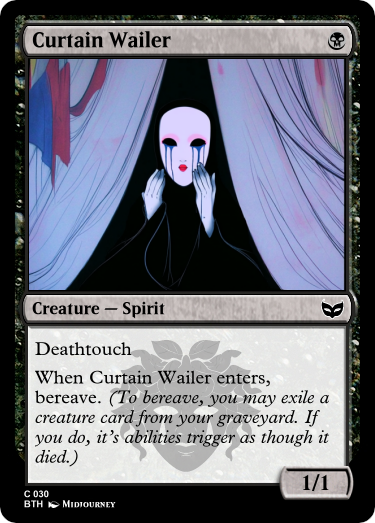 Curtain Wailer
Creature — Spirit
Deathtouch
When Curtain Wailer enters,
bereave. (To bereave, you may exile a
creature card from your graveyard. If
you do, it's abilities trigger as though it
died.)
1/1
C 030
BTH Midjourney